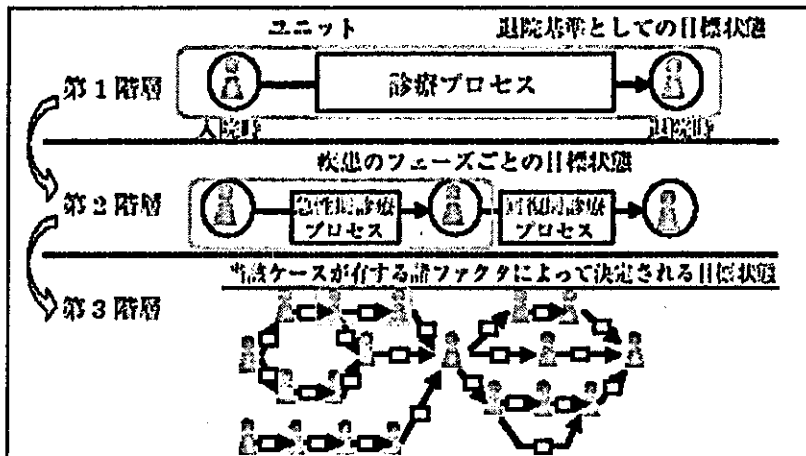 ユニット
退院基準としての目標状態
第1階層
診療プロセス
入院時
退院時
疾患のフェーズごとの目標状態
第2階層
急性期診療
プロセス
回復期診療
プロセス
当該ケースが有する諸ファクタによって決定される目標状態
第3階層